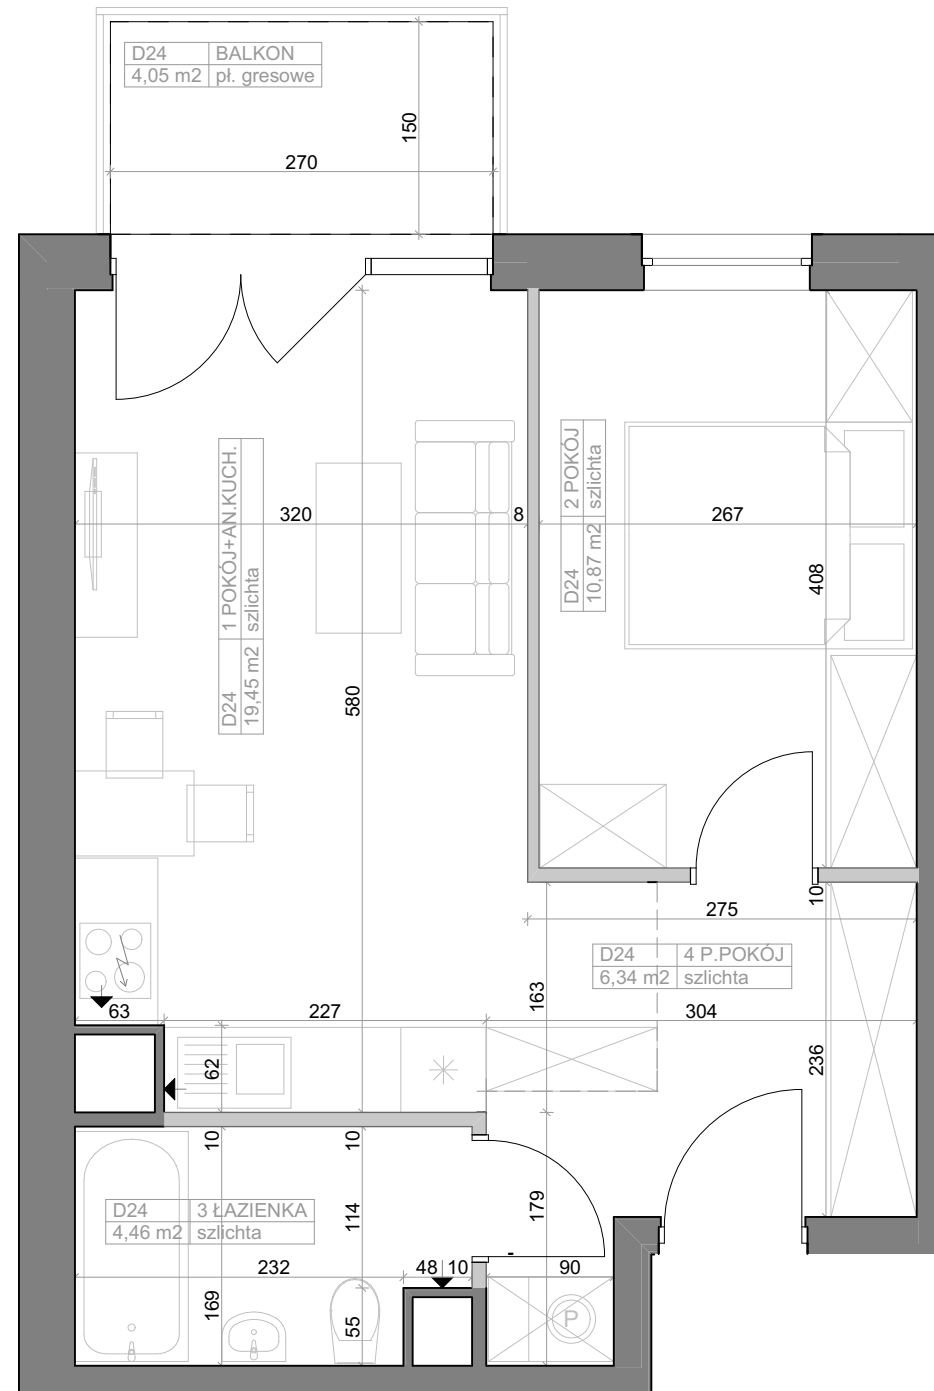 D24 BALKON
4,05 m2 pł. gresowe
150
270
D24 1 POKÓJ+AN.KUCH.
19,45 m2 szlichta
320
8
D24 2 POKÓJ
10,87 m2 szlichta
267
408
580
10
275
D24 4 P.POKÓJ
6,34 m2 szlichta
163
63
227
304
62
236
10
10
D24 3 ŁAZIENKA
4,46 m2 szlichta
114
179
232
48
10
90
169
55
P